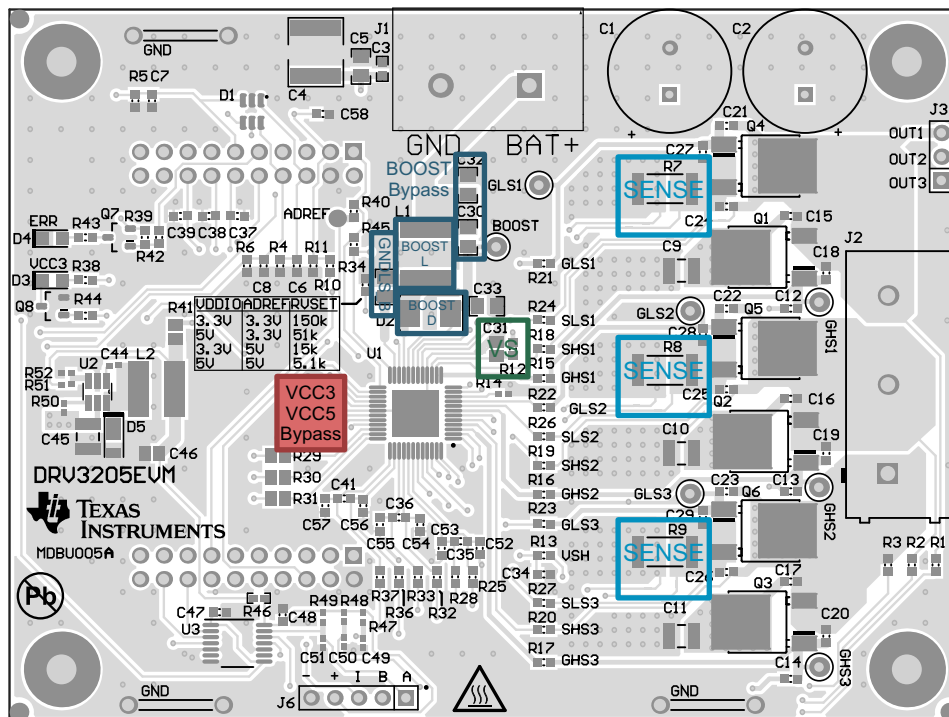 J1
C5
C3
GND
C4
C1
C2
R5 C7
D1
C58
GND BAT+
J3
OUT1
OUT2
OUT3
C21
Q4
C27
R7
SENSE
C24
BOOST
Bypass
C32
GLS1
C30
BOOST
ADREF
R40
L1
R45
BOOST
L
GNDLS_B
R34
ERR
D4
R43
Q7
R39
R42
C39
C38
C37
VCC3
D3
R38
Q8
R44
R6
R4
R11
C8
C6
R10
R41
VDDIO ADREF RVSET
3.3V 3.3V 150k
5V 3.3V 51k
3.3V 5V 15k
5V 5V 5.1k
D2
BOOST
D
C33
C31
VS
R12
U1
R14
Q1
C15
C9
C18
J2
R21
GLS1
GLS2
C22
C12
Q5
R24
SLS1
C28
GHS1
R18
SHS1
R8
SENSE
R15
GHS1
C25
Q2
R22
GLS2
C16
R26
SLS2
C10
C19
R19
SHS2
R16
GHS2
GLS3
C23
C13
Q6
R23
GLS3
C29
GHS2
R52
R51
R50
U2
C44
L2
C45
D5
C46
VCC3
VCC5
Bypass
R29
R30
R31
DRV3205EVM
TEXAS
INSTRUMENTS
MDBU005A
Pb
C41
C57
C56
C36
C55
C54
C53
C35
C52
R13
VSH
R9
SENSE
C34
C26
C17
Q3
R3
R2
R1
R37
R36
R33
R32
R28
R25
R27
SLS3
R20
SHS3
C11
C20
R17
GHS3
C14
GHS3
C47
R46
C48
U3
R49
R48
R47
C51
C50
C49
GND
J6
- + I B A
GND